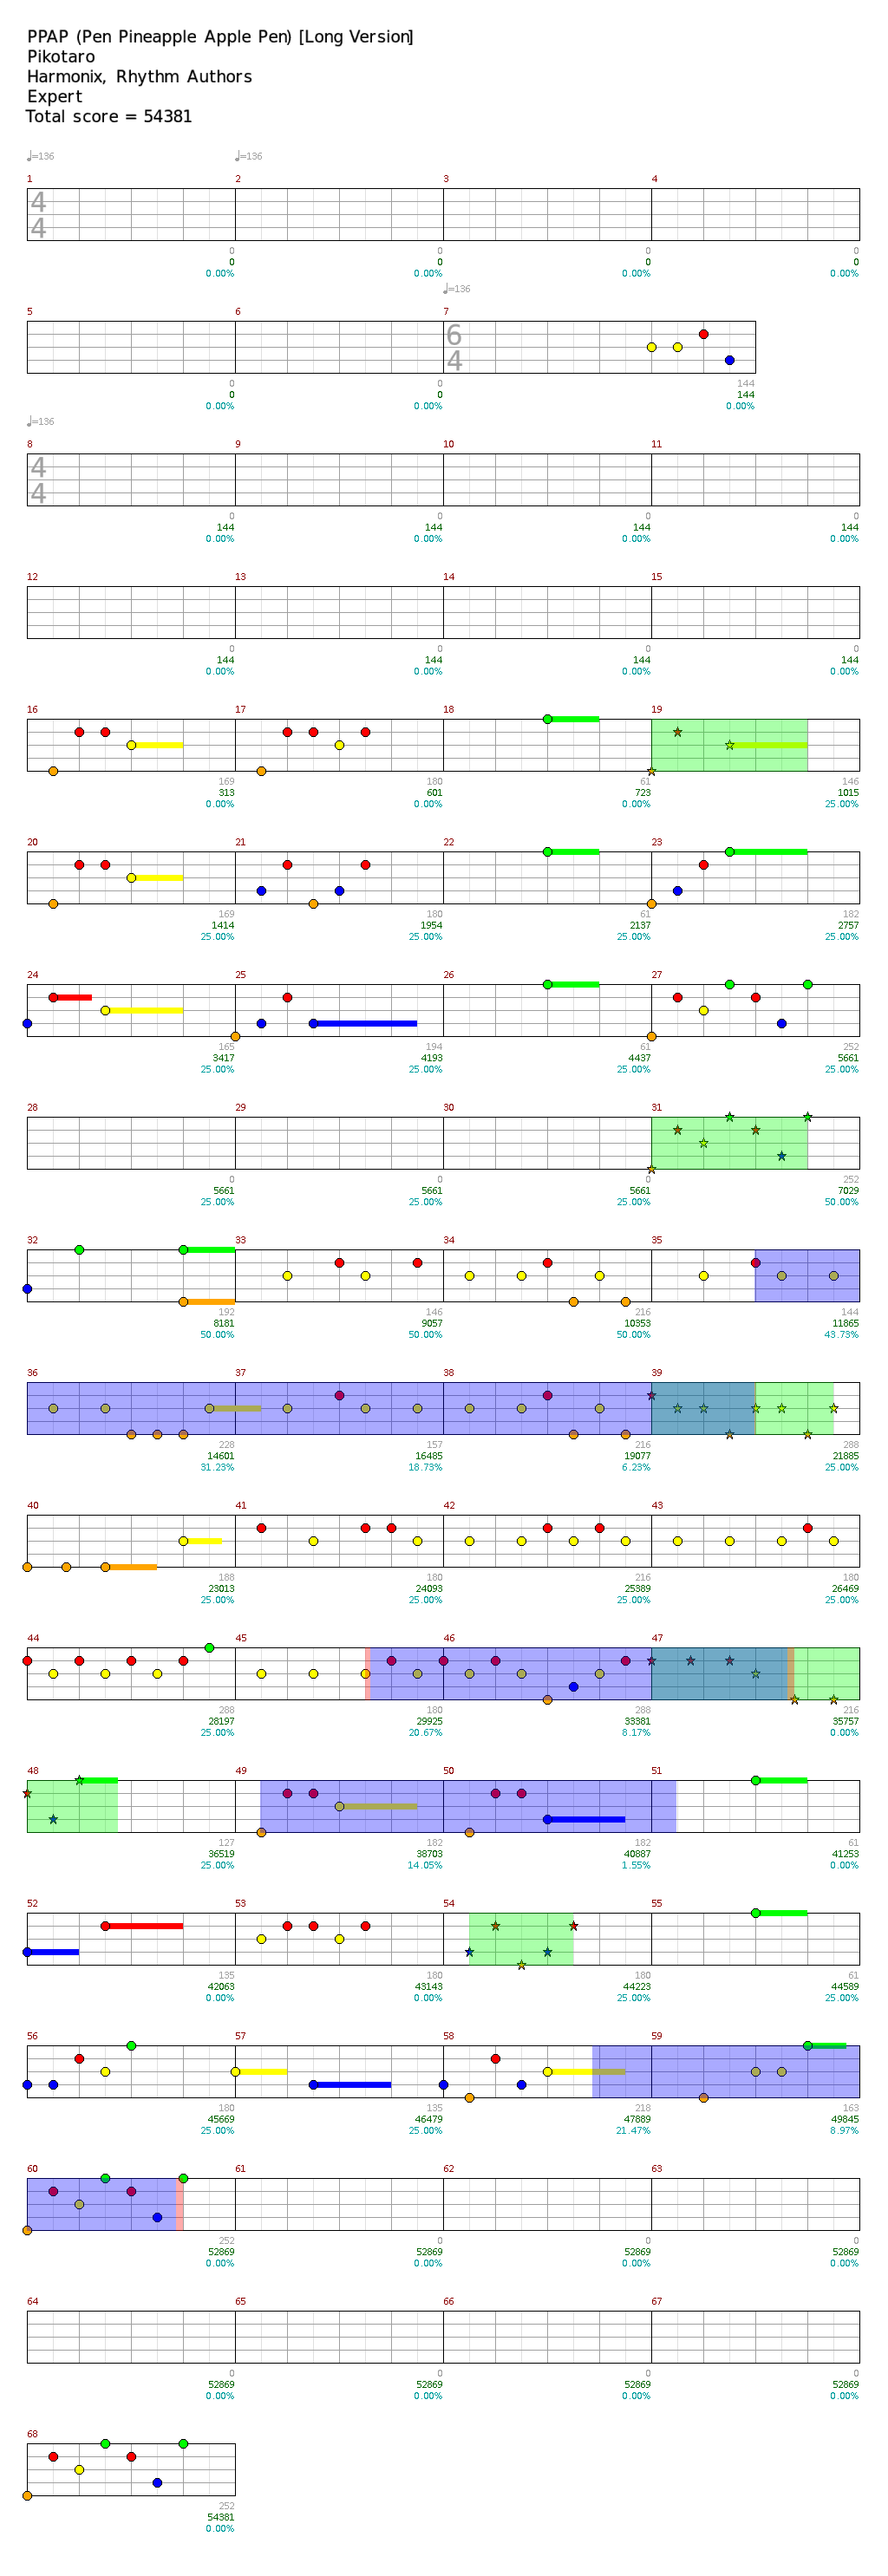 PPAP (Pen Pineapple Apple Pen) [Long Version]
Pikotaro
Harmonix, Rhythm Authors
Expert
Total score = 54381
♩=136 ♩=136
1 2 3 4
4
4
0 0 0 0
0 0 0 0
0.00% 0.00% 0.00% 0.00%
♩=136
5 6 7
6
4
0 0 144
0 0 144
0.00% 0.00% 0.00%
♩=136
8 9 10 11
4
4
0 0 0 0
144 144 144 144
0.00% 0.00% 0.00% 0.00%
12 13 14 15
0 0 0 0
144 144 144 144
0.00% 0.00% 0.00% 0.00%
16 17 18 19
169 180 61 146
313 601 723 1015
0.00% 0.00% 0.00% 25.00%
20 21 22 23
169 180 61 182
1414 1954 2137 2757
25.00% 25.00% 25.00% 25.00%
24 25 26 27
165 194 61 252
3417 4193 4437 5661
25.00% 25.00% 25.00% 25.00%
28 29 30 31
0 0 0 252
5661 5661 5661 7029
25.00% 25.00% 25.00% 50.00%
32 33 34 35
192 146 216 144
8181 9057 10353 11865
50.00% 50.00% 50.00% 43.73%
36 37 38 39
228 157 216 288
14601 16485 19077 21885
31.23% 18.73% 6.23% 25.00%
40 41 42 43
188 180 216 180
23013 24093 25389 26469
25.00% 25.00% 25.00% 25.00%
44 45 46 47
288 180 288 216
28197 29925 33381 35757
25.00% 20.67% 8.17% 0.00%
48 49 50 51
127 182 182 61
36519 38703 40887 41253
25.00% 14.05% 1.55% 0.00%
52 53 54 55
135 180 180 61
42063 43143 44223 44589
0.00% 0.00% 25.00% 25.00%
56 57 58 59
180 135 218 163
45669 46479 47889 49845
25.00% 25.00% 21.47% 8.97%
60 61 62 63
252 0 0 0
52869 52869 52869 52869
0.00% 0.00% 0.00% 0.00%
64 65 66 67
0 0 0 0
52869 52869 52869 52869
0.00% 0.00% 0.00% 0.00%
68
252
54381
0.00%